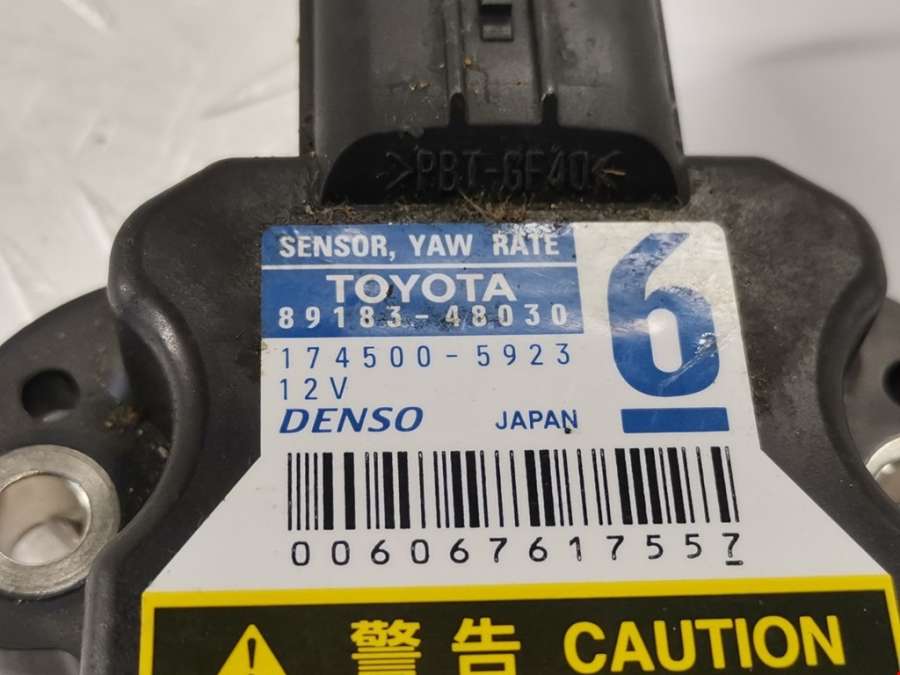 >PBT-GF40<
SENSOR, YAW RATE
TOYOTA
89183-48030
6
174500-5923
12V
DENSO JAPAN
006067617557
警告 CAUTION